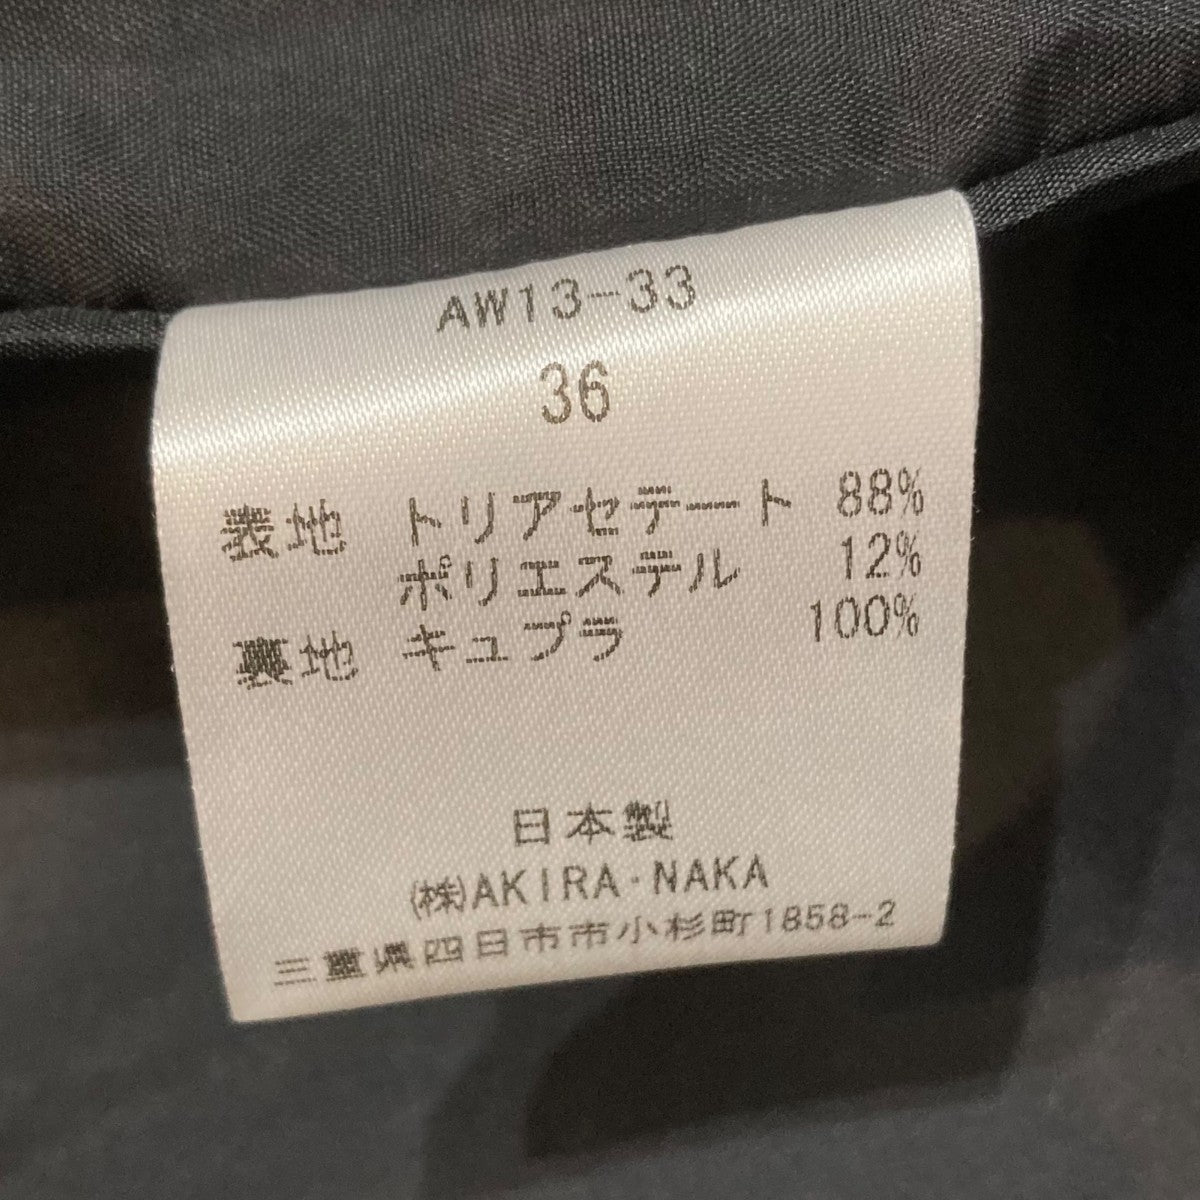 AW13-33
36
表地 トリアセテート 88%
ポリエステル 12%
裏地 キュプラ 100%
日本製
㈱AKIRA・NAKA
三重県四日市市小杉町1858-2